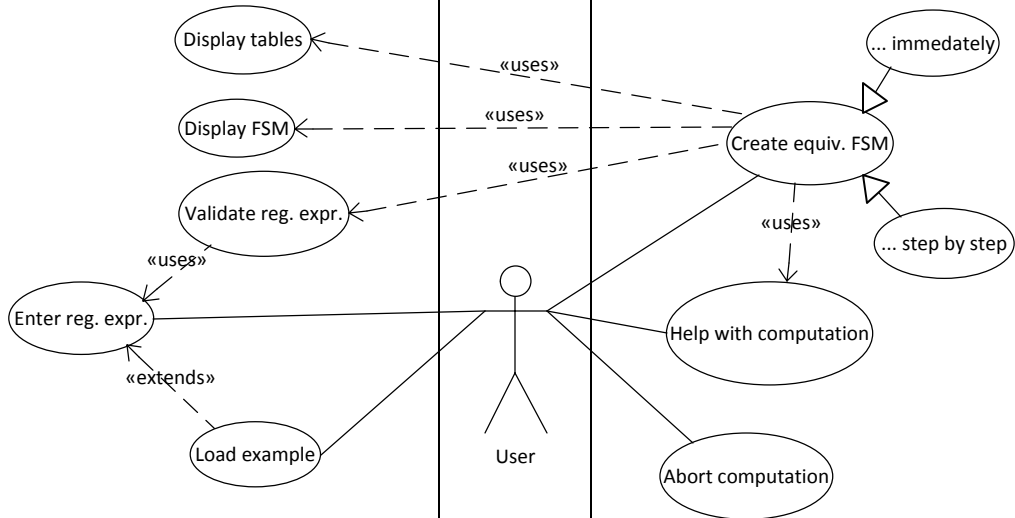 Display tables
... immedately
«uses»
Display FSM
«uses»
Create equiv. FSM
«uses»
Validate reg. expr.
«uses»
... step by step
«uses»
Enter reg. expr.
Help with computation
«extends»
Load example
User
Abort computation